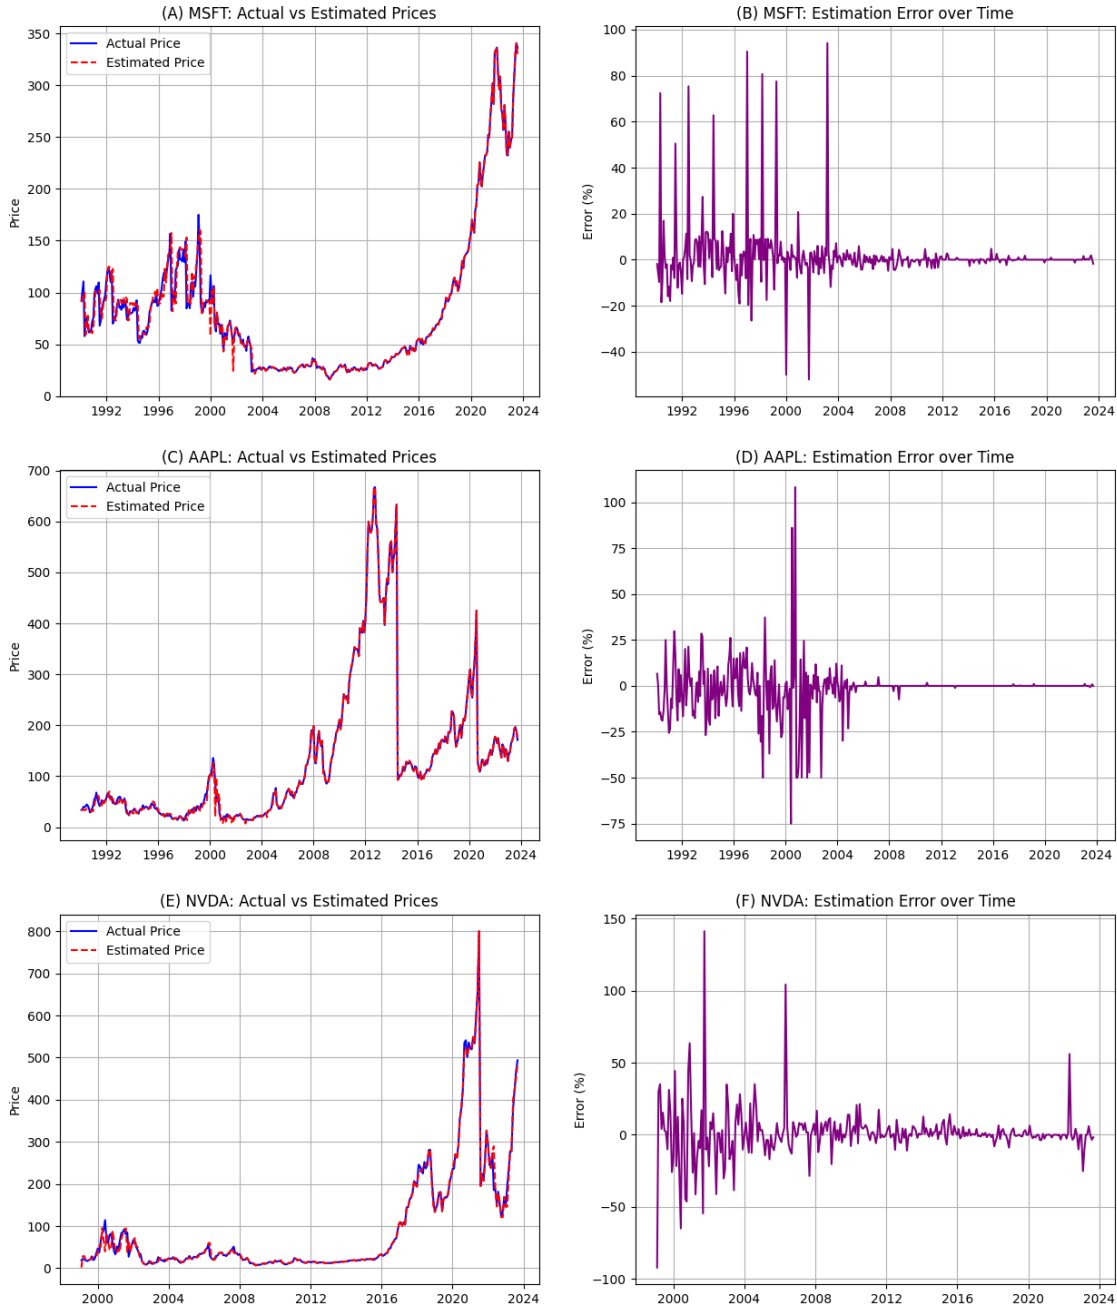 (A) MSFT: Actual vs Estimated Prices
Actual Price
Estimated Price
Price
350
300
250
200
150
100
50
0
1992 1996 2000 2004 2008 2012 2016 2020 2024
(B) MSFT: Estimation Error over Time
Error (%)
100
80
60
40
20
0
−20
−40
1992 1996 2000 2004 2008 2012 2016 2020 2024
(C) AAPL: Actual vs Estimated Prices
Actual Price
Estimated Price
Price
700
600
500
400
300
200
100
0
1992 1996 2000 2004 2008 2012 2016 2020 2024
(D) AAPL: Estimation Error over Time
Error (%)
100
75
50
25
0
−25
−50
−75
1992 1996 2000 2004 2008 2012 2016 2020 2024
(E) NVDA: Actual vs Estimated Prices
Actual Price
Estimated Price
Price
800
700
600
500
400
300
200
100
0
2000 2004 2008 2012 2016 2020 2024
(F) NVDA: Estimation Error over Time
Error (%)
150
100
50
0
−50
−100
2000 2004 2008 2012 2016 2020 2024